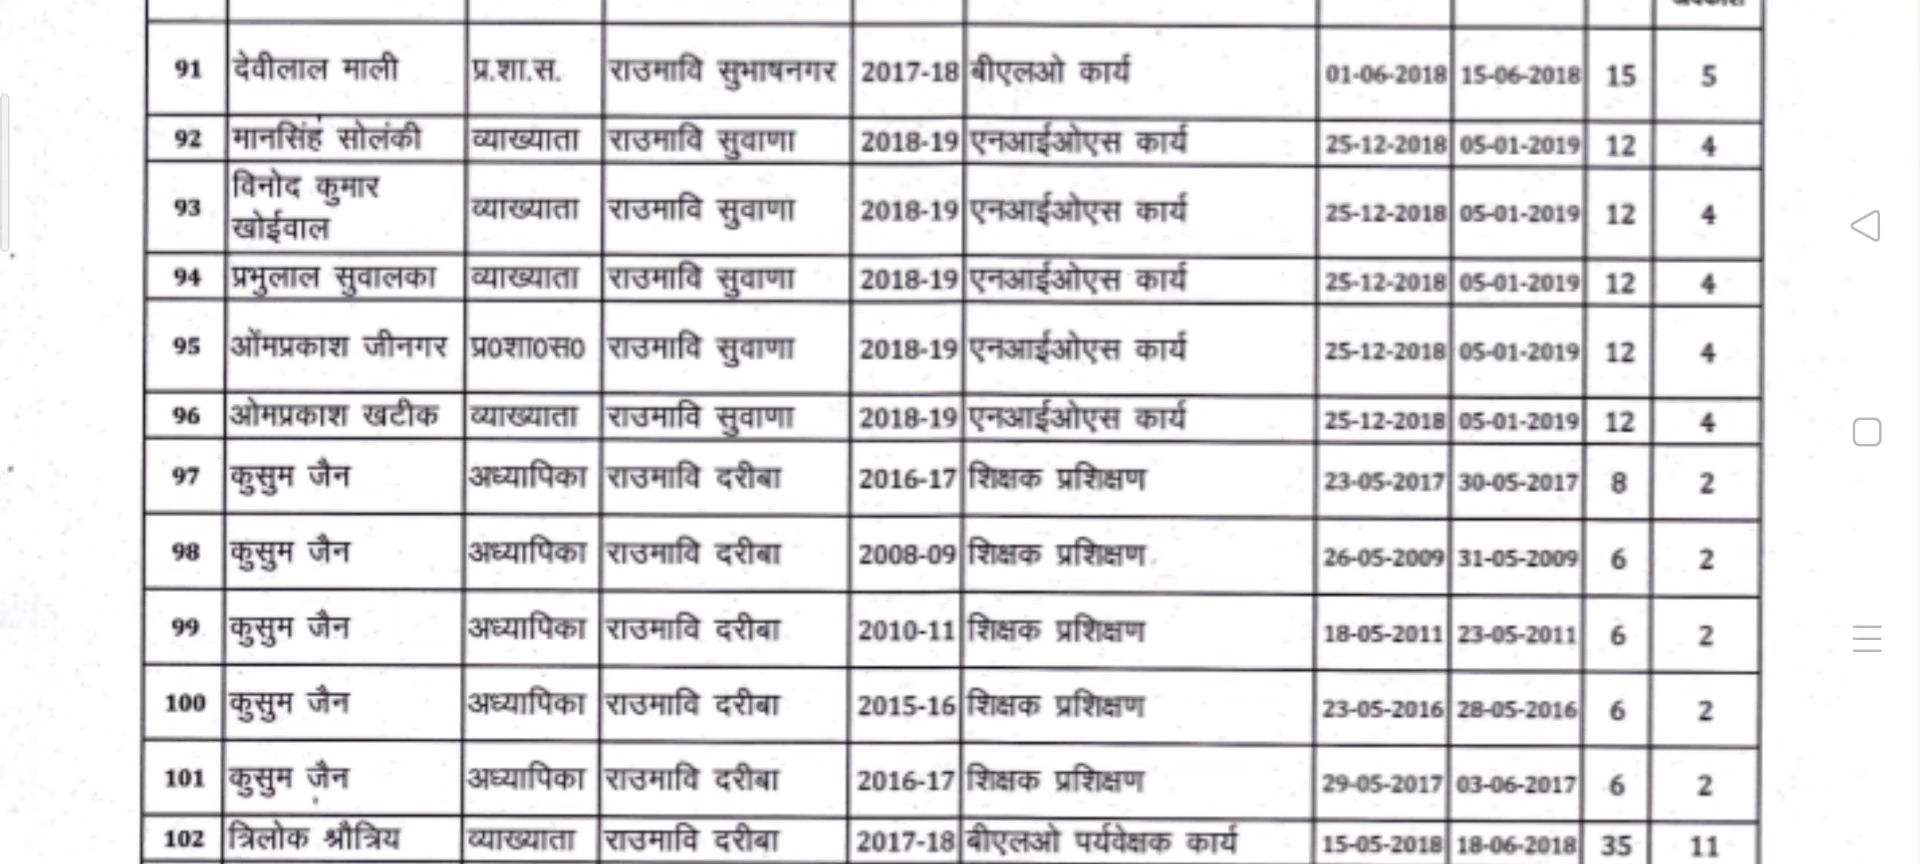 91 देवीलाल माली प्र.शा.स. राउमावि सुभाषनगर 2017-18 बीएलओ कार्य 01-06-2018 15-06-2018 15 5
92 मानसिंह सोलंकी व्याख्याता राउमावि सुवाणा 2018-19 एनआईओएस कार्य 25-12-2018 05-01-2019 12 4
93 विनोद कुमार खोईवाल व्याख्याता राउमावि सुवाणा 2018-19 एनआईओएस कार्य 25-12-2018 05-01-2019 12 4
94 प्रभुलाल सुवालका व्याख्याता राउमावि सुवाणा 2018-19 एनआईओएस कार्य 25-12-2018 05-01-2019 12 4
95 ओंमप्रकाश जीनगर प्र0शा0स0 राउमावि सुवाणा 2018-19 एनआईओएस कार्य 25-12-2018 05-01-2019 12 4
96 ओमप्रकाश खटीक व्याख्याता राउमावि सुवाणा 2018-19 एनआईओएस कार्य 25-12-2018 05-01-2019 12 4
97 कुसुम जैन अध्यापिका राउमावि दरीबा 2016-17 शिक्षक प्रशिक्षण 23-05-2017 30-05-2017 8 2
98 कुसुम जैन अध्यापिका राउमावि दरीबा 2008-09 शिक्षक प्रशिक्षण 26-05-2009 31-05-2009 6 2
99 कुसुम जैन अध्यापिका राउमावि दरीबा 2010-11 शिक्षक प्रशिक्षण 18-05-2011 23-05-2011 6 2
100 कुसुम जैन अध्यापिका राउमावि दरीबा 2015-16 शिक्षक प्रशिक्षण 23-05-2016 28-05-2016 6 2
101 कुसुम जैन अध्यापिका राउमावि दरीबा 2016-17 शिक्षक प्रशिक्षण 29-05-2017 03-06-2017 6 2
102 त्रिलोक श्रौत्रिय व्याख्याता राउमावि दरीबा 2017-18 बीएलओ पर्यवेक्षक कार्य 15-05-2018 18-06-2018 35 11